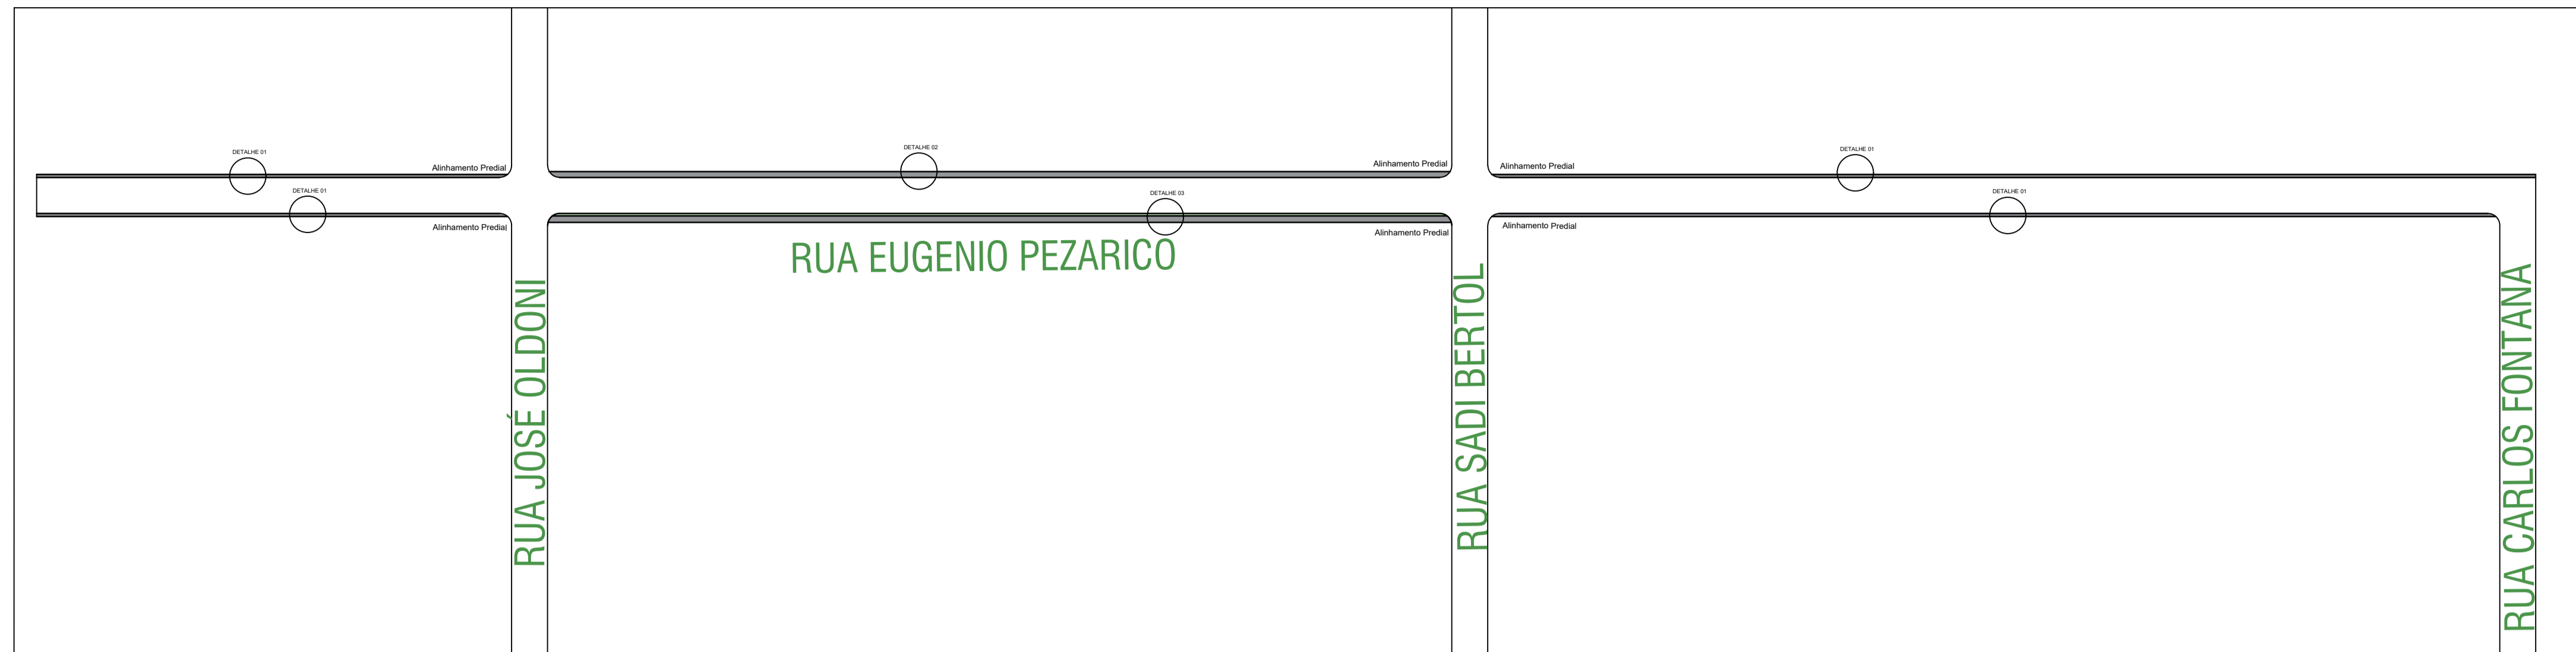 DETALHE 01
Alinhamento Predial
DETALHE 01
Alinhamento Predial
DETALHE 02
Alinhamento Predial
DETALHE 03
Alinhamento Predial
DETALHE 01
Alinhamento Predial
DETALHE 01
Alinhamento Predial
RUA EUGENIO PEZARICO
RUA JOSÉ OLDONI
RUA SADI BERTOL
RUA CARLOS FONTANA